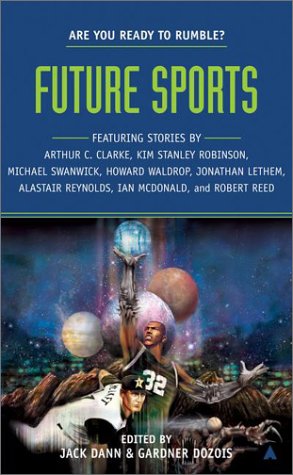 ARE YOU READY TO RUMBLE?
FUTURE SPORTS
FEATURING STORIES BY
ARTHUR C. CLARKE, KIM STANLEY ROBINSON,
MICHAEL SWANWICK, HOWARD WALDROP, JONATHAN LETHEM,
ALASTAIR REYNOLDS, IAN MCDONALD, and ROBERT REED
32
EDITED BY
JACK DANN & GARDNER DOZOIS